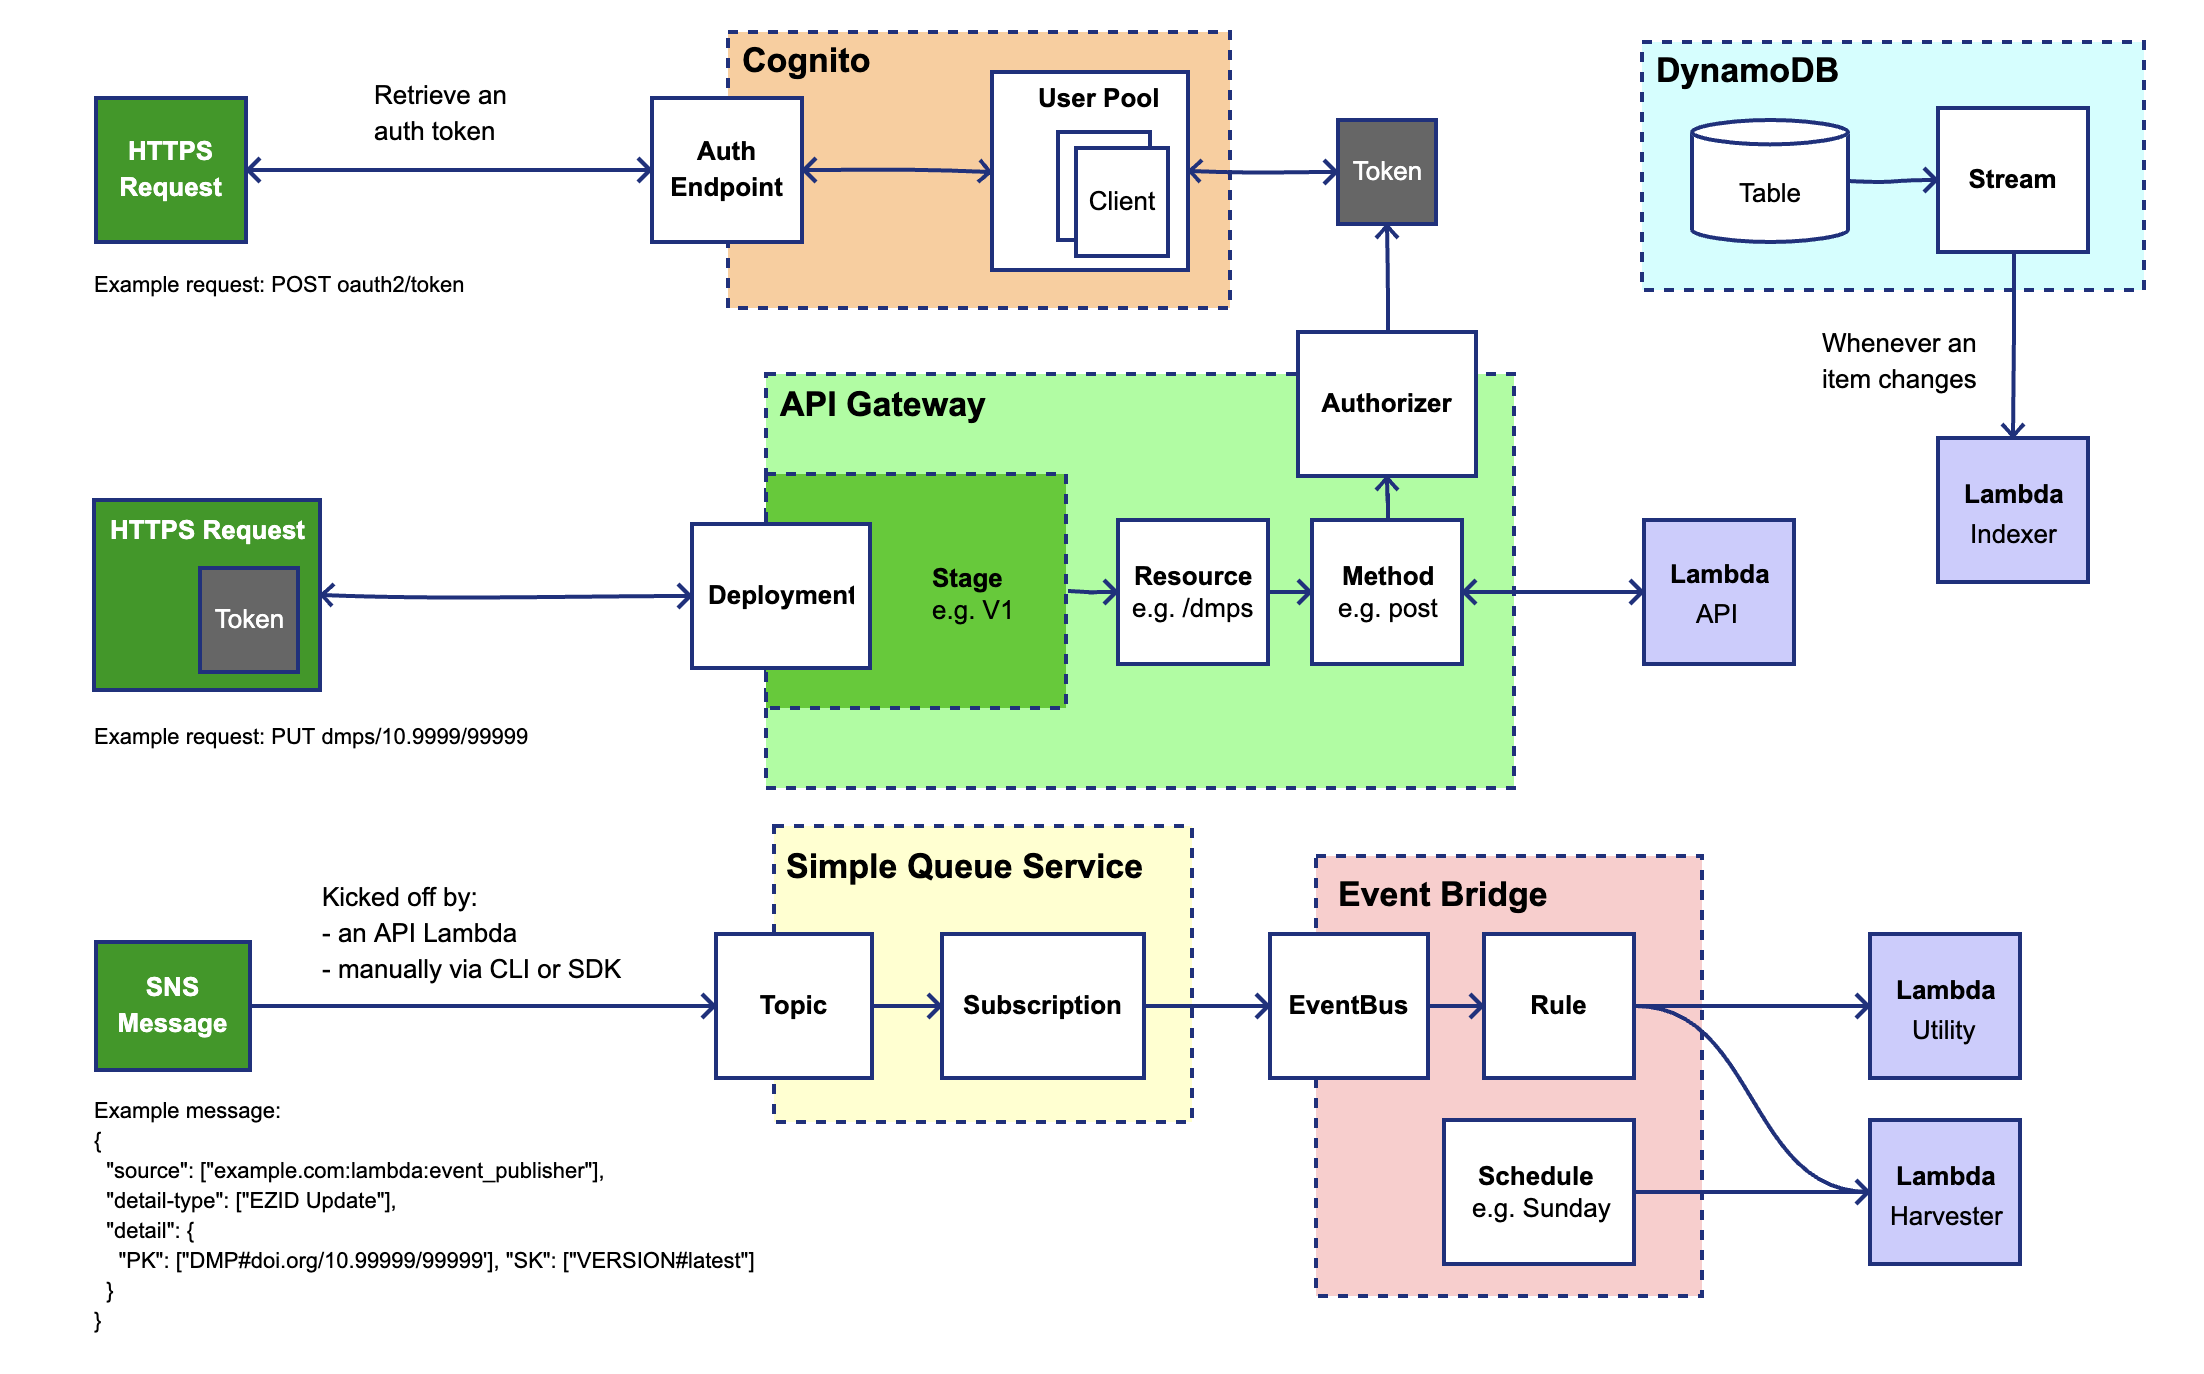 Cognito
DynamoDB
Retrieve an
auth token
User Pool
HTTPS
Request
Auth
Endpoint
Client
Token
Table
Stream
Example request: POST oauth2/token
Whenever an
item changes
API Gateway
Authorizer
Lambda
Indexer
HTTPS Request
Token
Deployment
Stage
e.g. V1
Resource
e.g. /dmps
Method
e.g. post
Lambda
API
Example request: PUT dmps/10.9999/99999
Simple Queue Service
Event Bridge
Kicked off by:
- an API Lambda
- manually via CLI or SDK
SNS
Message
Topic
Subscription
EventBus
Rule
Lambda
Utility
Schedule
e.g. Sunday
Lambda
Harvester
Example message:
{
"source": ["example.com:lambda:event_publisher"],
"detail-type": ["EZID Update"],
"detail": {
"PK": ["DMP#doi.org/10.99999/99999'], "SK": ["VERSION#latest"]
}
}